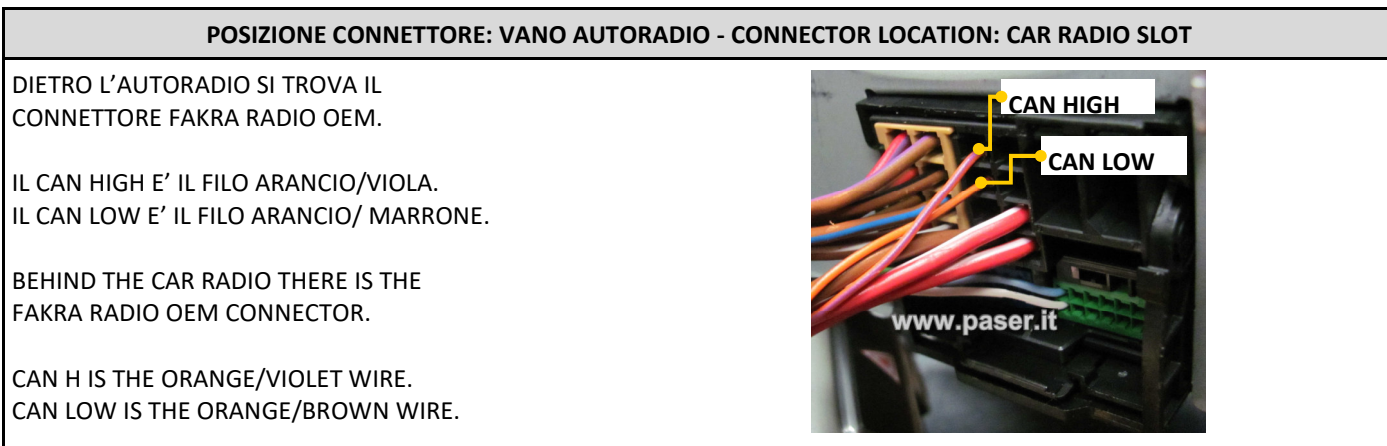 POSIZIONE CONNETTORE: VANO AUTORADIO - CONNECTOR LOCATION: CAR RADIO SLOT
DIETRO L’AUTORADIO SI TROVA IL
CONNETTORE FAKRA RADIO OEM.
IL CAN HIGH E’ IL FILO ARANCIO/VIOLA.
IL CAN LOW E’ IL FILO ARANCIO/ MARRONE.
BEHIND THE CAR RADIO THERE IS THE
FAKRA RADIO OEM CONNECTOR.
CAN H IS THE ORANGE/VIOLET WIRE.
CAN LOW IS THE ORANGE/BROWN WIRE.
CAN HIGH
CAN LOW
www.paser.it